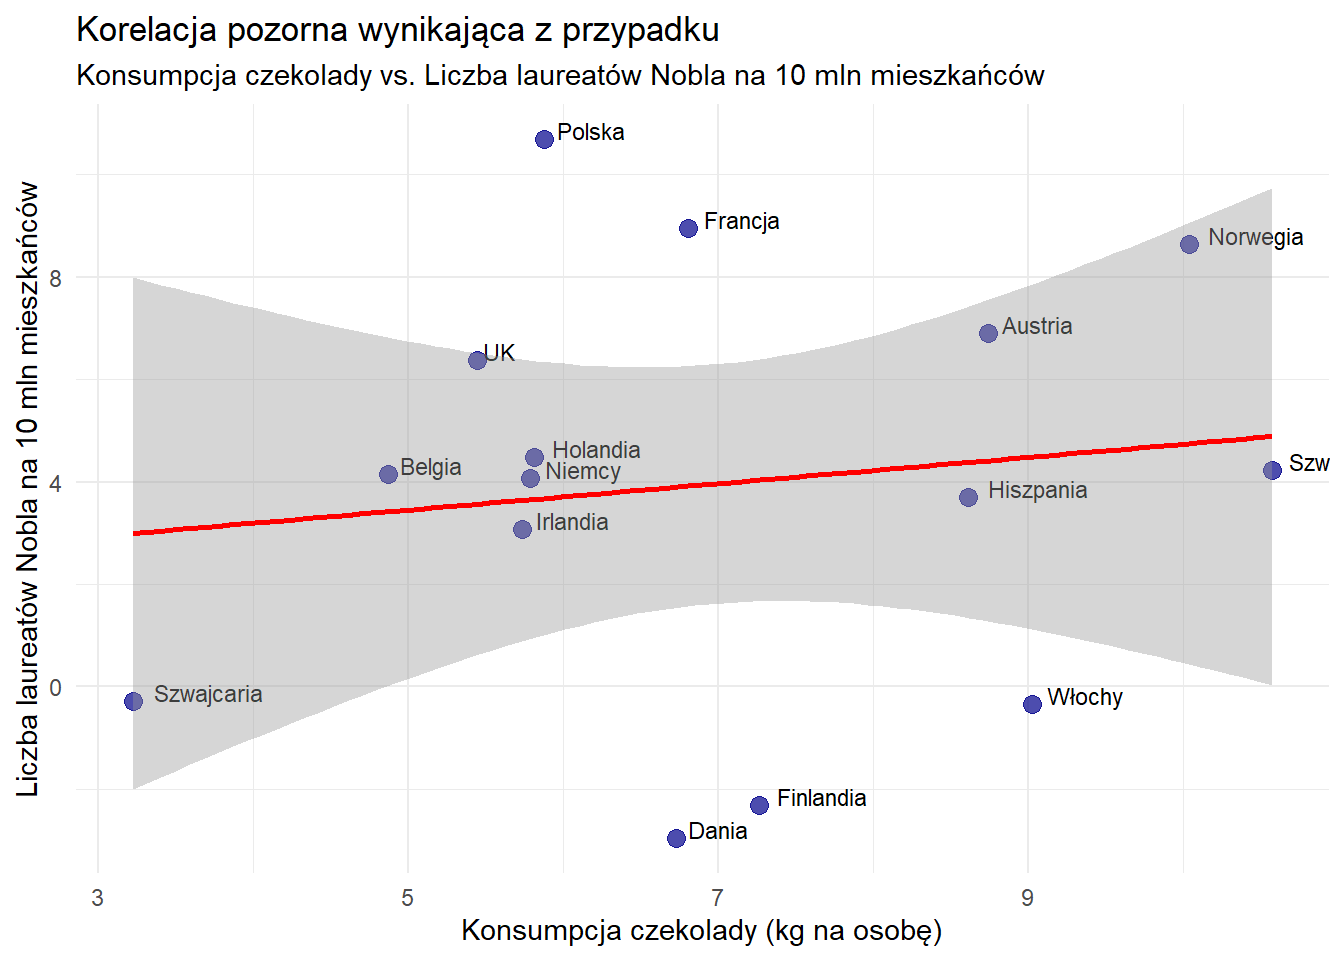 Korelacja pozorna wynikająca z przypadku
Konsumpcja czekolady vs. Liczba laureatów Nobla na 10 mln mieszkańców
Liczba laureatów Nobla na 10 mln mieszkańców
8
4
0
Polska
Francja
Norwegia
Austria
UK
Holandia
Belgia
Niemcy
Szw
Hiszpania
Irlandia
Szwajcaria
Włochy
Finlandia
Dania
3
5
7
9
Konsumpcja czekolady (kg na osobę)